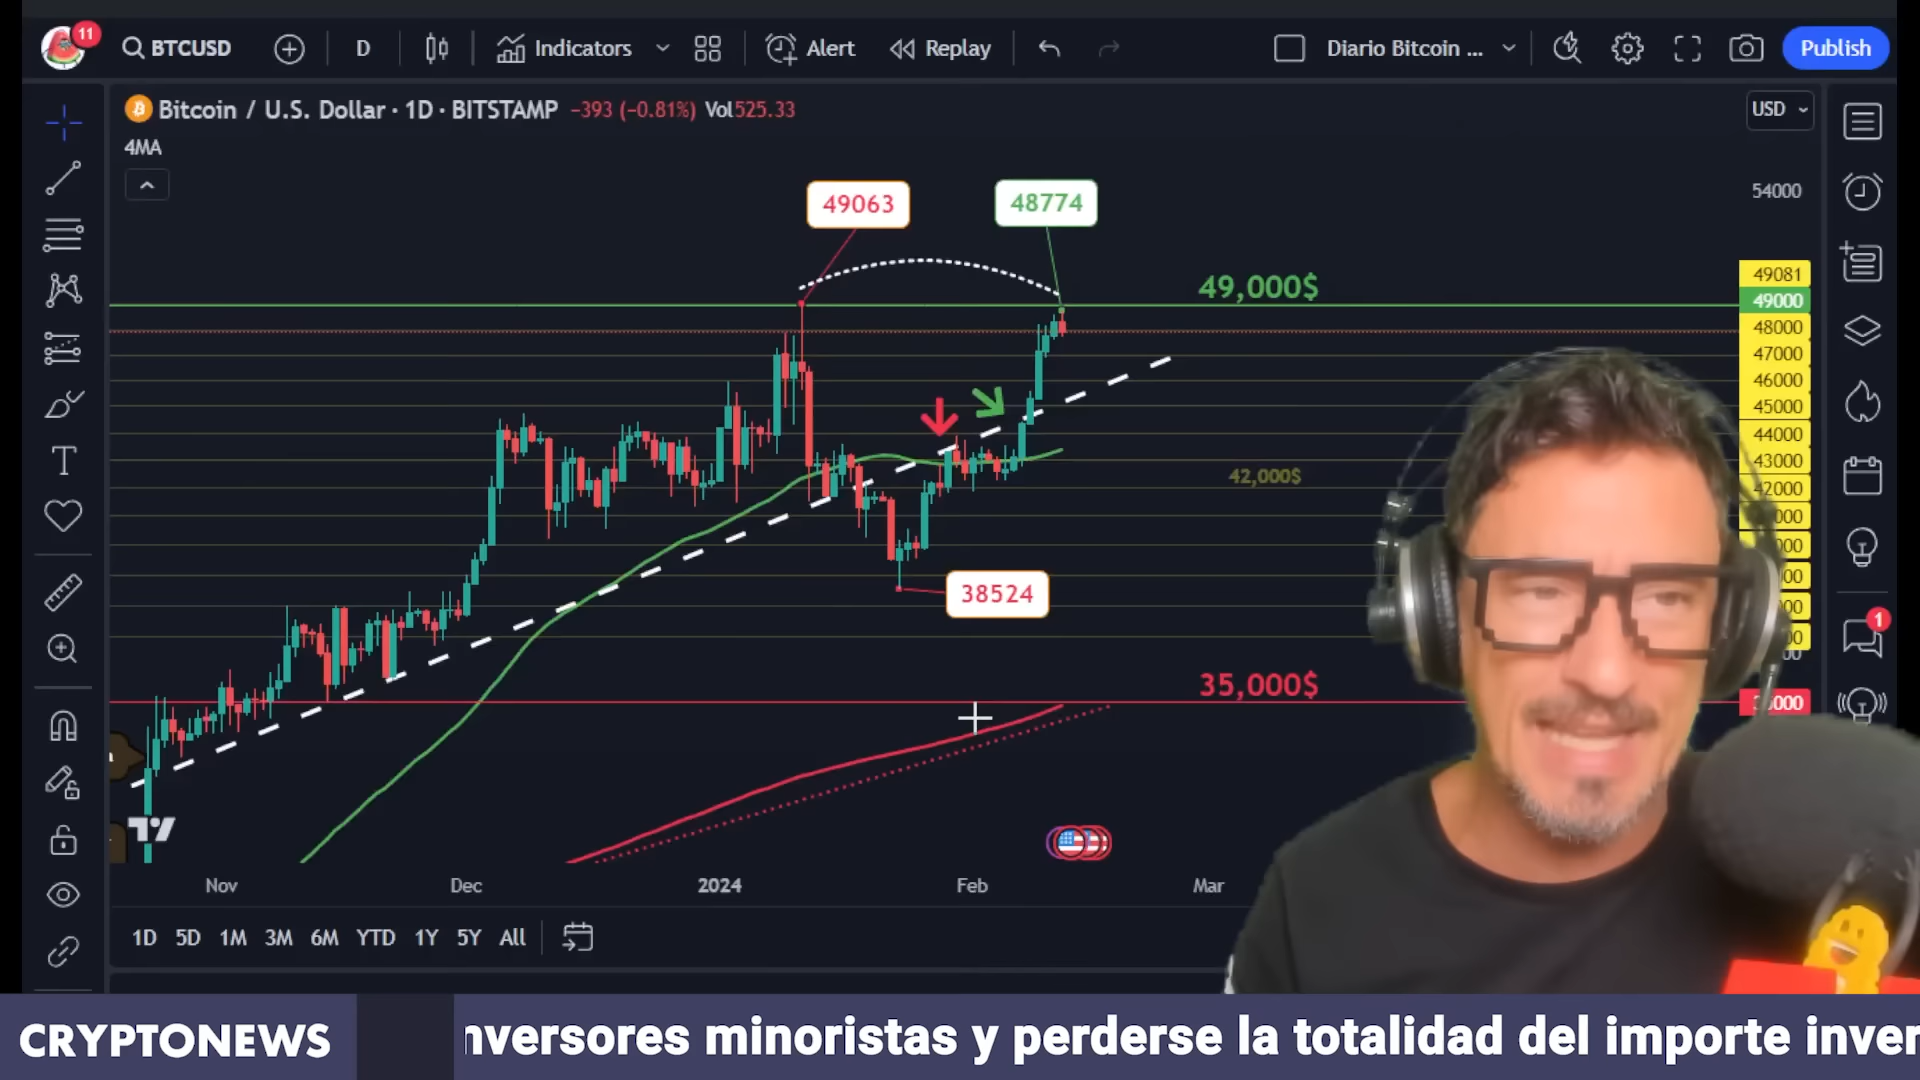 11
BTCUSD
D
Indicators
Alert
Replay
Diario Bitcoin ...
Publish
Bitcoin / U.S. Dollar · 1D · BITSTAMP −393 (−0.81%) Vol525.33
USD
4MA
54000
49063
48774
49,000$
49081
49000
48000
47000
46000
45000
44000
43000
42,000$
42000
38524
35,000$
1
Nov
Dec
2024
Feb
Mar
1D
5D
1M
3M
6M
YTD
1Y
5Y
All
CRYPTONEWS
minoristas y perderse la totalidad del importe